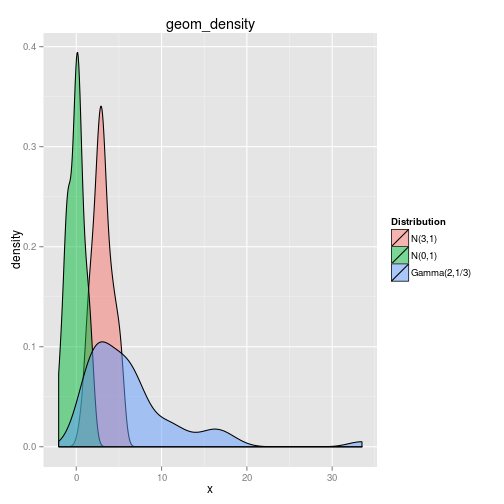 geom_density
0.4
0.3
0.2
0.1
0.0
density
0
10
20
30
x
Distribution
N(3,1)
N(0,1)
Gamma(2,1/3)